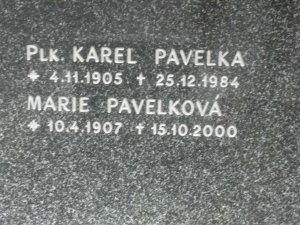 Plk. KAREL PAVELKA
* 4.11.1905 † 25.12.1984
MARIE PAVELKOVÁ
* 10.4.1907 † 15.10.2000